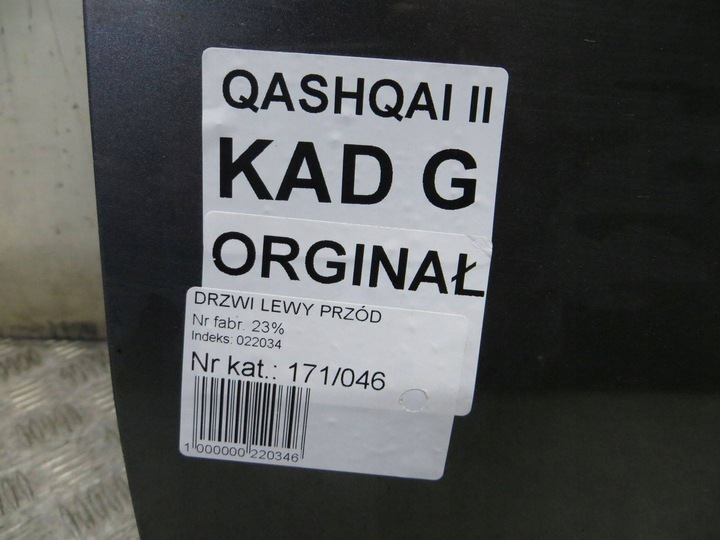 QASHQAI II
KAD G
ORGINAŁ
DRZWI LEWY PRZÓD
Nr fabr. 23%
Indeks: 022034
Nr kat.: 171/046
1 000000 220346